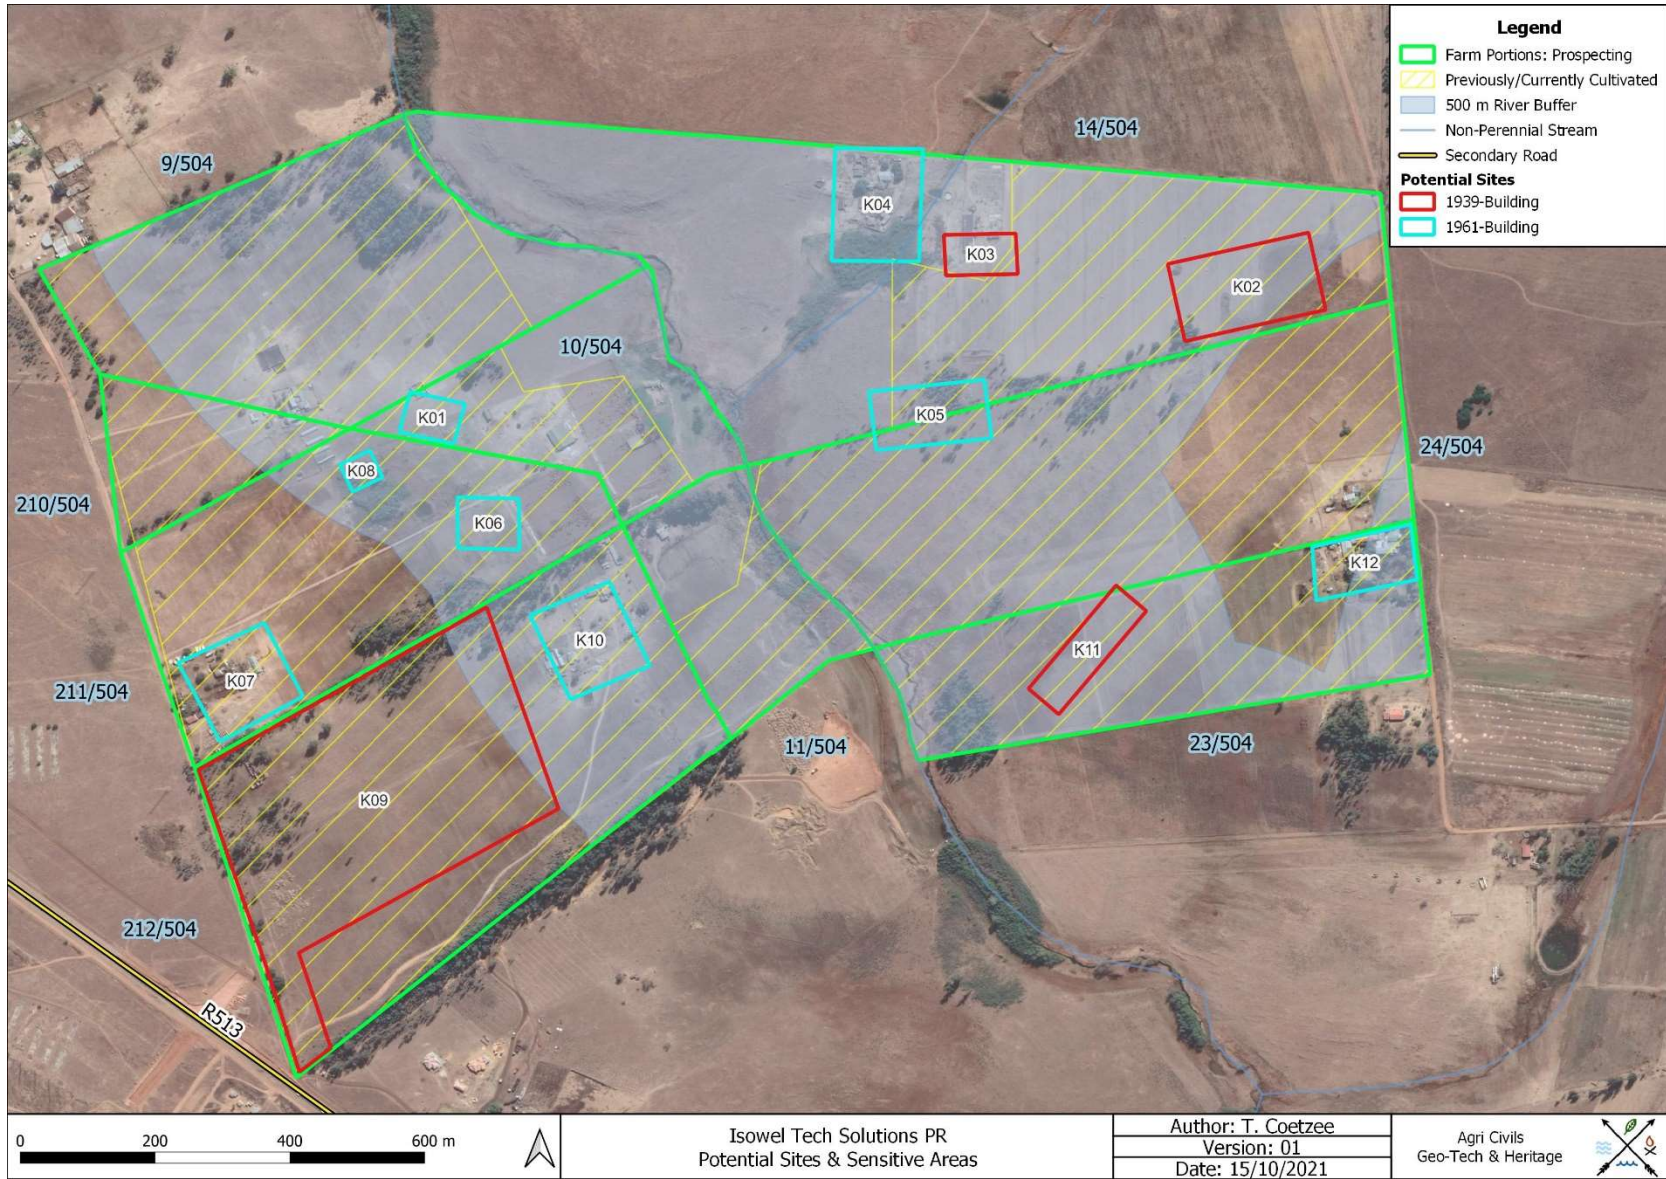 Legend
Farm Portions: Prospecting
Previously/Currently Cultivated
500 m River Buffer
Non-Perennial Stream
Secondary Road
Potential Sites
1939-Building
1961-Building
14/504
9/504
K04
K03
K02
10/504
K01
K05
24/504
K08
210/504
K06
K12
K10
K11
K07
211/504
11/504
23/504
K09
212/504
R513
0 200 400 600 m
Isowel Tech Solutions PR
Potential Sites & Sensitive Areas
Author: T. Coetzee
Version: 01
Date: 15/10/2021
Agri Civils
Geo-Tech & Heritage